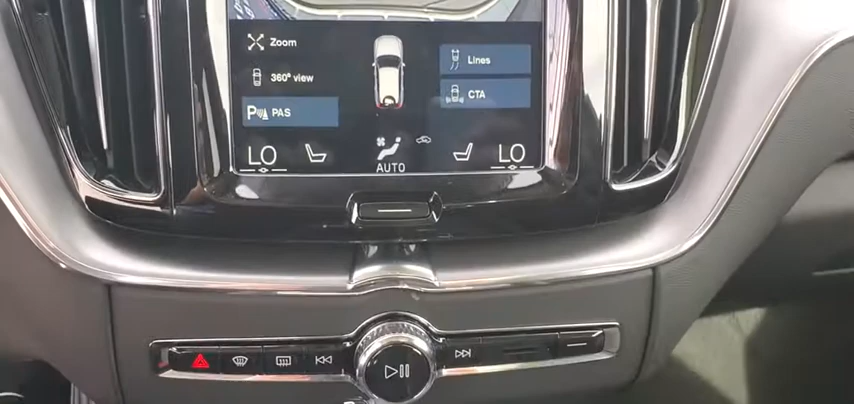 Zoom
360° view
P PAS
Lines
CTA
LO
AUTO
LO